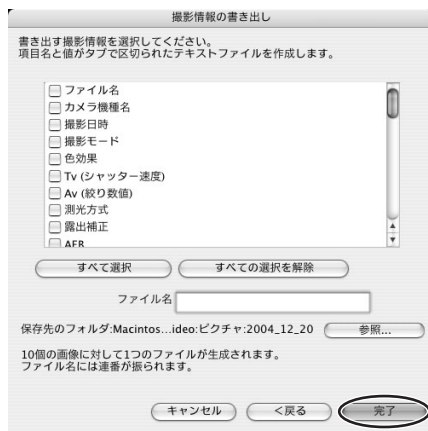 撮影情報の書き出し
書き出す撮影情報を選択してください。
項目名と値がタブで区切られたテキストファイルを作成します。
ファイル名
カメラ機種名
撮影日時
撮影モード
色効果
Tv (シャッター速度)
Av (絞り数値)
測光方式
露出補正
AEB
すべて選択 すべての選択を解除
ファイル名
保存先のフォルダ:Macintos...ideo:ピクチャ:2004_12_20 参照...
10個の画像に対して1つのファイルが生成されます。
ファイル名には連番が振られます。
キャンセル <戻る 完了